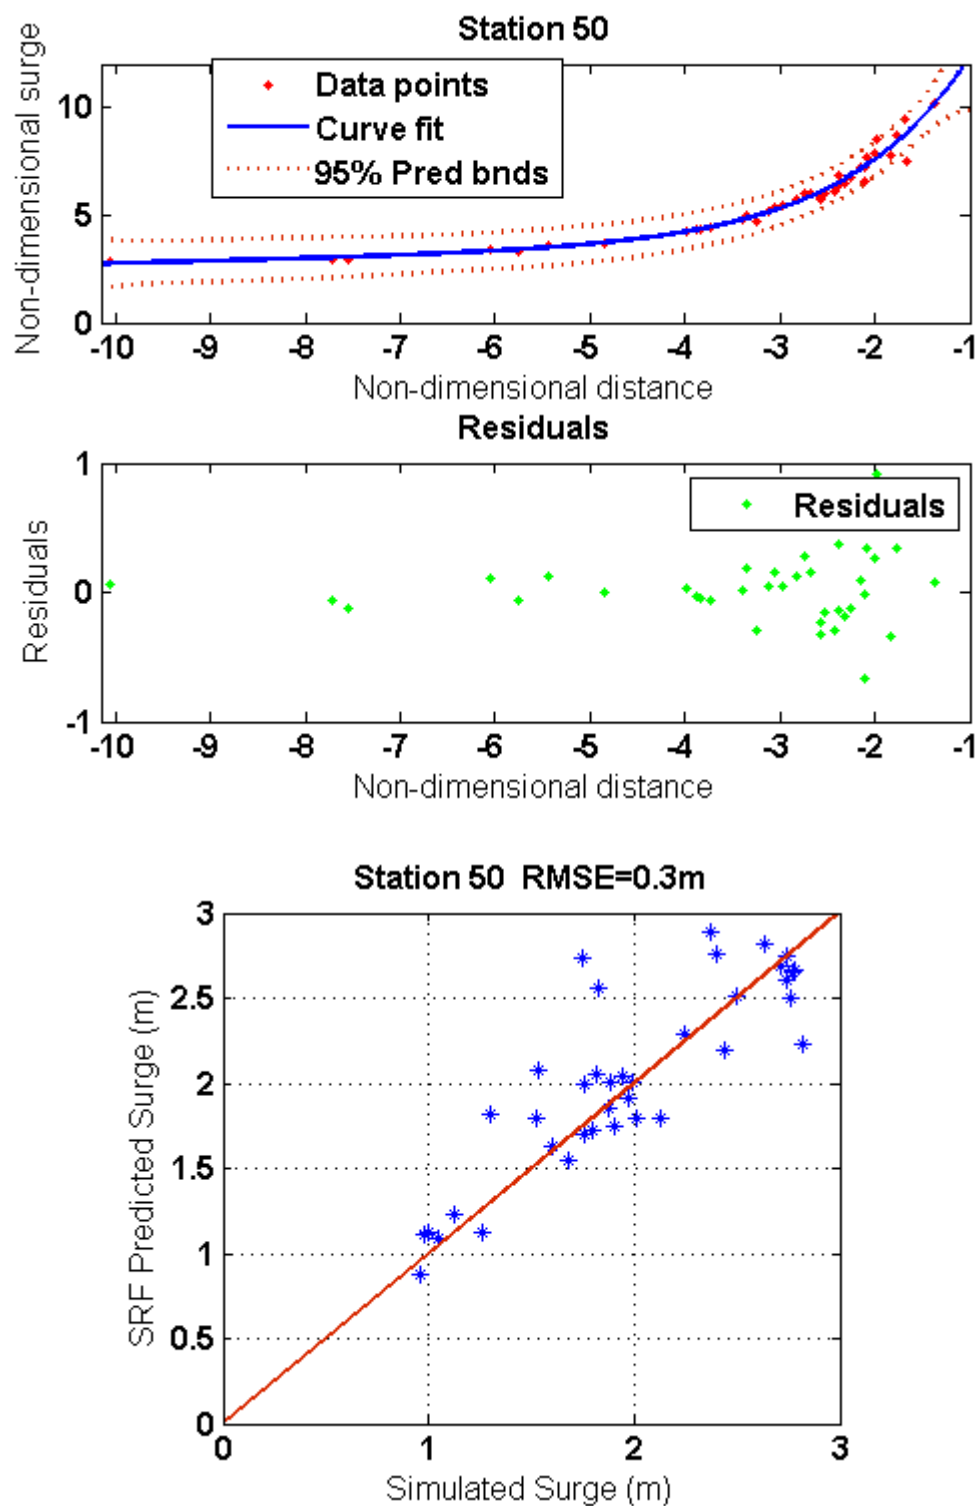 Station 50
Non-dimensional surge
10
5
0
Data points
Curve fit
95% Pred bnds
-10 -9 -8 -7 -6 -5 -4 -3 -2 -1
Non-dimensional distance
Residuals
Residuals
1
0
-1
Residuals
-10 -9 -8 -7 -6 -5 -4 -3 -2 -1
Non-dimensional distance
Station 50 RMSE=0.3m
SRF Predicted Surge (m)
3
2.5
2
1.5
1
0.5
0
0 1 2 3
Simulated Surge (m)